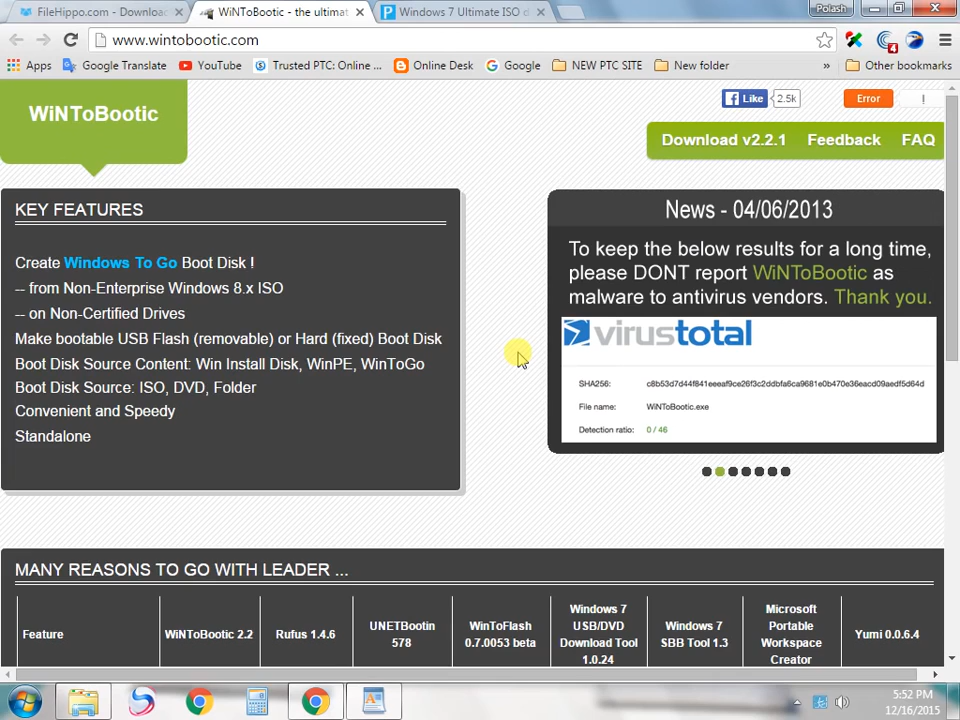 FileHippo.com - Download
WiNToBootic - the ultimat
Windows 7 Ultimate ISO d
Polash
www.wintobootic.com
4
Apps
Google Translate
YouTube
Trusted PTC: Online ...
Online Desk
Google
NEW PTC SITE
New folder
»
Other bookmarks
WiNToBootic
Like 2.5k
Error !
Download v2.2.1 Feedback FAQ
KEY FEATURES
Create Windows To Go Boot Disk !
-- from Non-Enterprise Windows 8.x ISO
-- on Non-Certified Drives
Make bootable USB Flash (removable) or Hard (fixed) Boot Disk
Boot Disk Source Content: Win Install Disk, WinPE, WinToGo
Boot Disk Source: ISO, DVD, Folder
Convenient and Speedy
Standalone
News - 04/06/2013
To keep the below results for a long time,
please DONT report WiNToBootic as
malware to antivirus vendors. Thank you.
virustotal
SHA256: c8b53d7d44f841eeeaf9ce26f3c2ddbfa6ca9681e0b470e36eacd09aedf5d64d
File name: WiNToBootic.exe
Detection ratio: 0 / 46
MANY REASONS TO GO WITH LEADER ...
Feature
WiNToBootic 2.2
Rufus 1.4.6
UNETBootin
578
WinToFlash
0.7.0053 beta
Windows 7
USB/DVD
Download Tool
1.0.24
Windows 7
SBB Tool 1.3
Microsoft
Portable
Workspace
Creator
Yumi 0.0.6.4
5:52 PM
12/16/2015